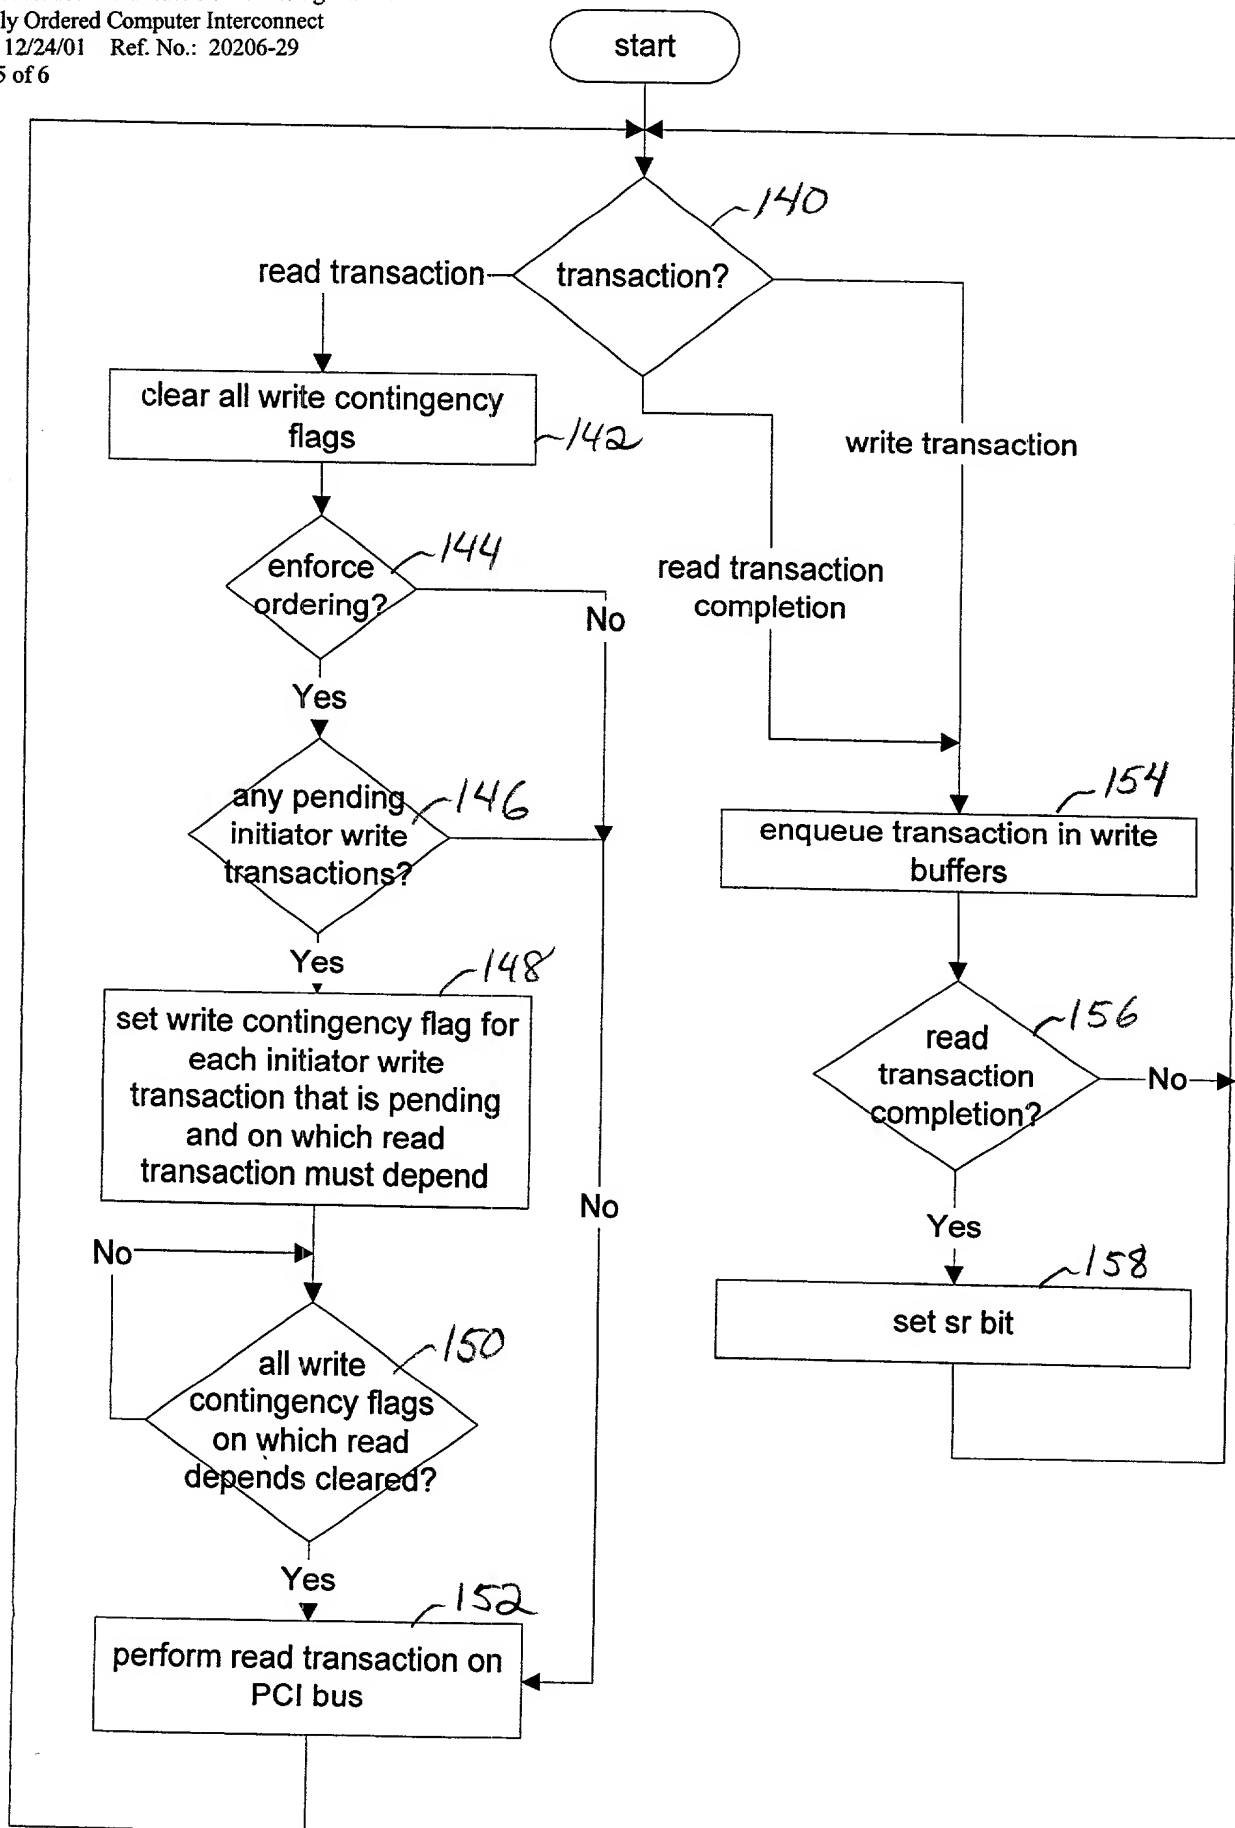 ly Ordered Computer Interconnect
12/24/01 Ref. No.: 20206-29
5 of 6
start
140
read transaction
transaction?
clear all write contingency
flags
142
write transaction
enforce
ordering?
144
No
read transaction
completion
Yes
any pending
initiator write
transactions?
146
154
enqueue transaction in write
buffers
Yes
148
set write contingency flag for
each initiator write
transaction that is pending
and on which read
transaction must depend
156
read
transaction
completion?
No
No
Yes
No
158
set sr bit
150
all write
contingency flags
on which read
depends cleared?
Yes
152
perform read transaction on
PCI bus